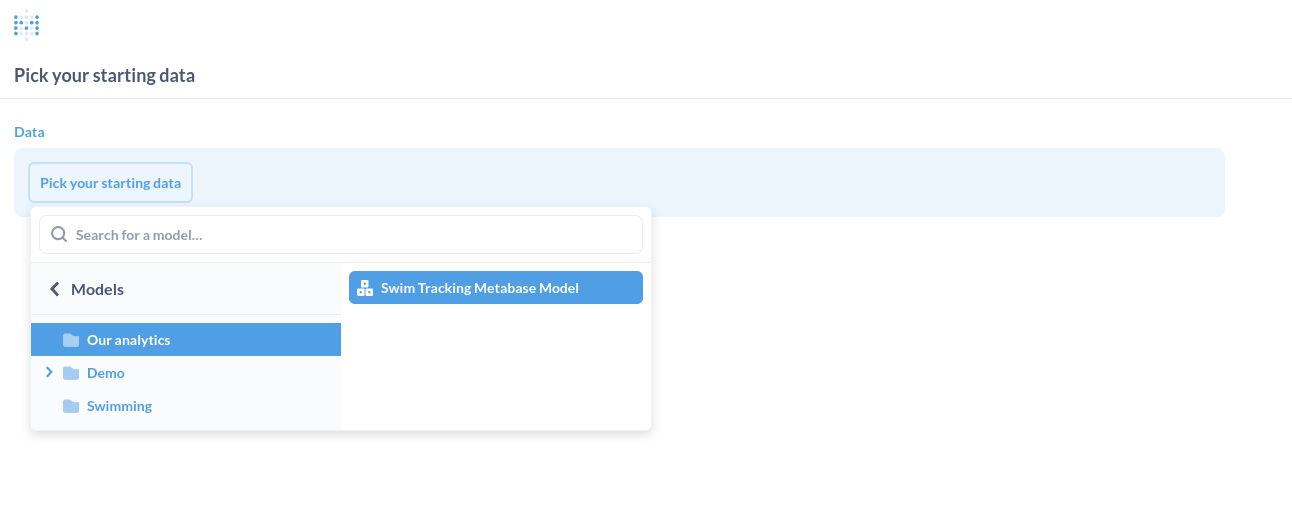 Pick your starting data
Data
Pick your starting data
Search for a model...
Models
Swim Tracking Metabase Model
Our analytics
Demo
Swimming